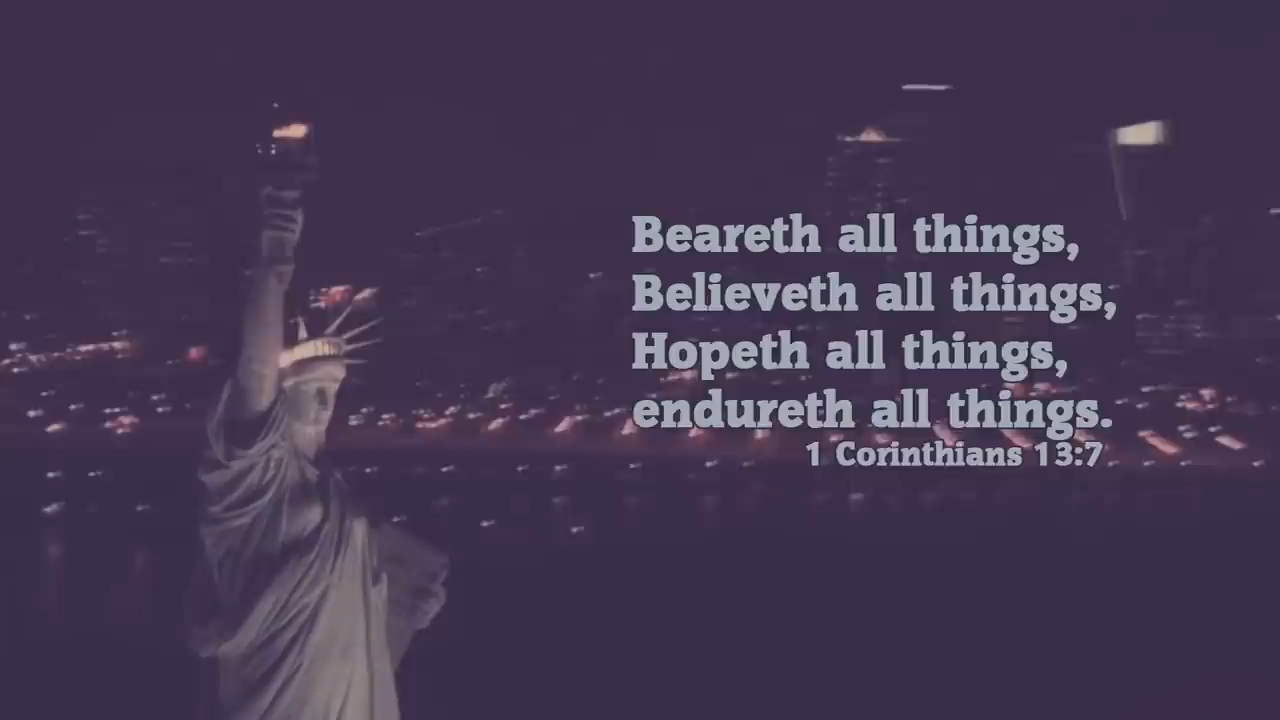 Beareth all things,
Believeth all things,
Hopeth all things,
endureth all things.
1 Corinthians 13:7